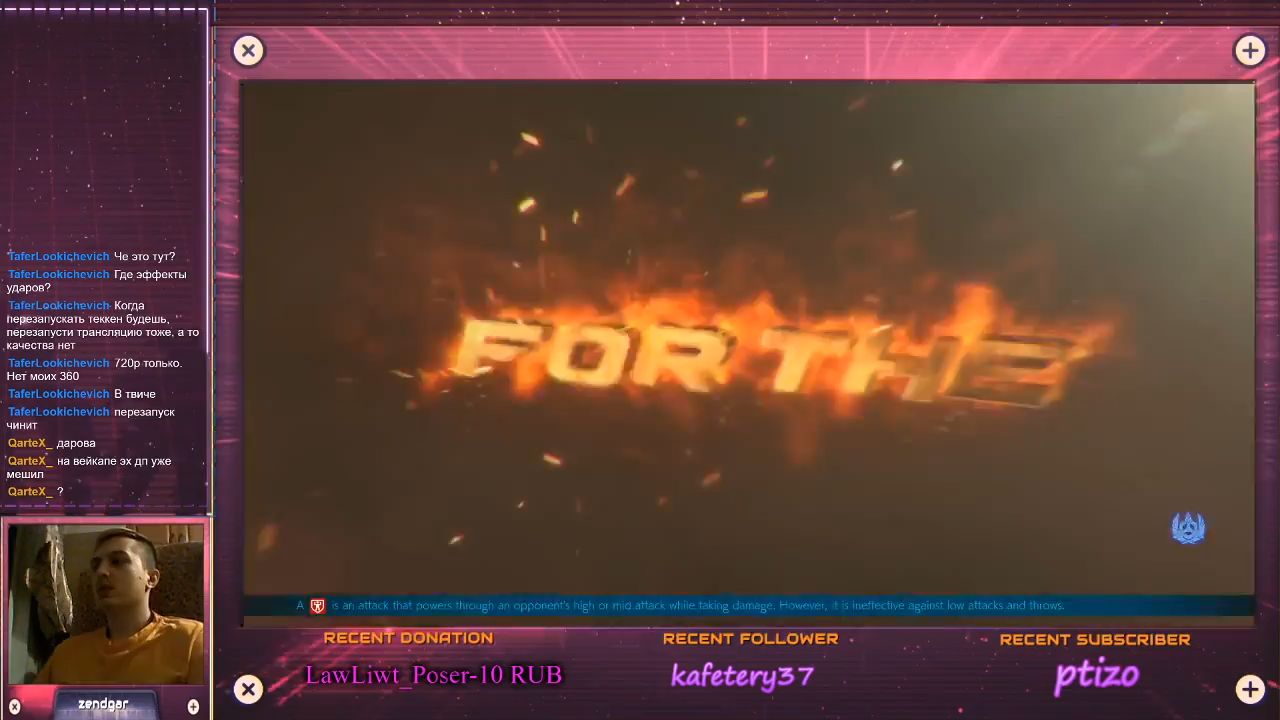 TaferLookichevich Че это тут?
TaferLookichevich Где эффекты
ударов?
TaferLookichevich Когда
перезапускать теккен будешь,
перезапусти трансляцию тоже, а то
качества нет
TaferLookichevich 720p только.
Нет моих 360
TaferLookichevich В твиче
TaferLookichevich перезапуск
чинит
QarteX_ дарова
QarteX_ на вейкапе эх дп уже
мешил
QarteX_ ?
zendgar
FOR THE
A is an attack that powers through an opponent's high or mid attack while taking damage. However, it is ineffective against low attacks and throws.
RECENT DONATION
LawLiwt_Poser-10 RUB
RECENT FOLLOWER
kafetery37
RECENT SUBSCRIBER
ptizo